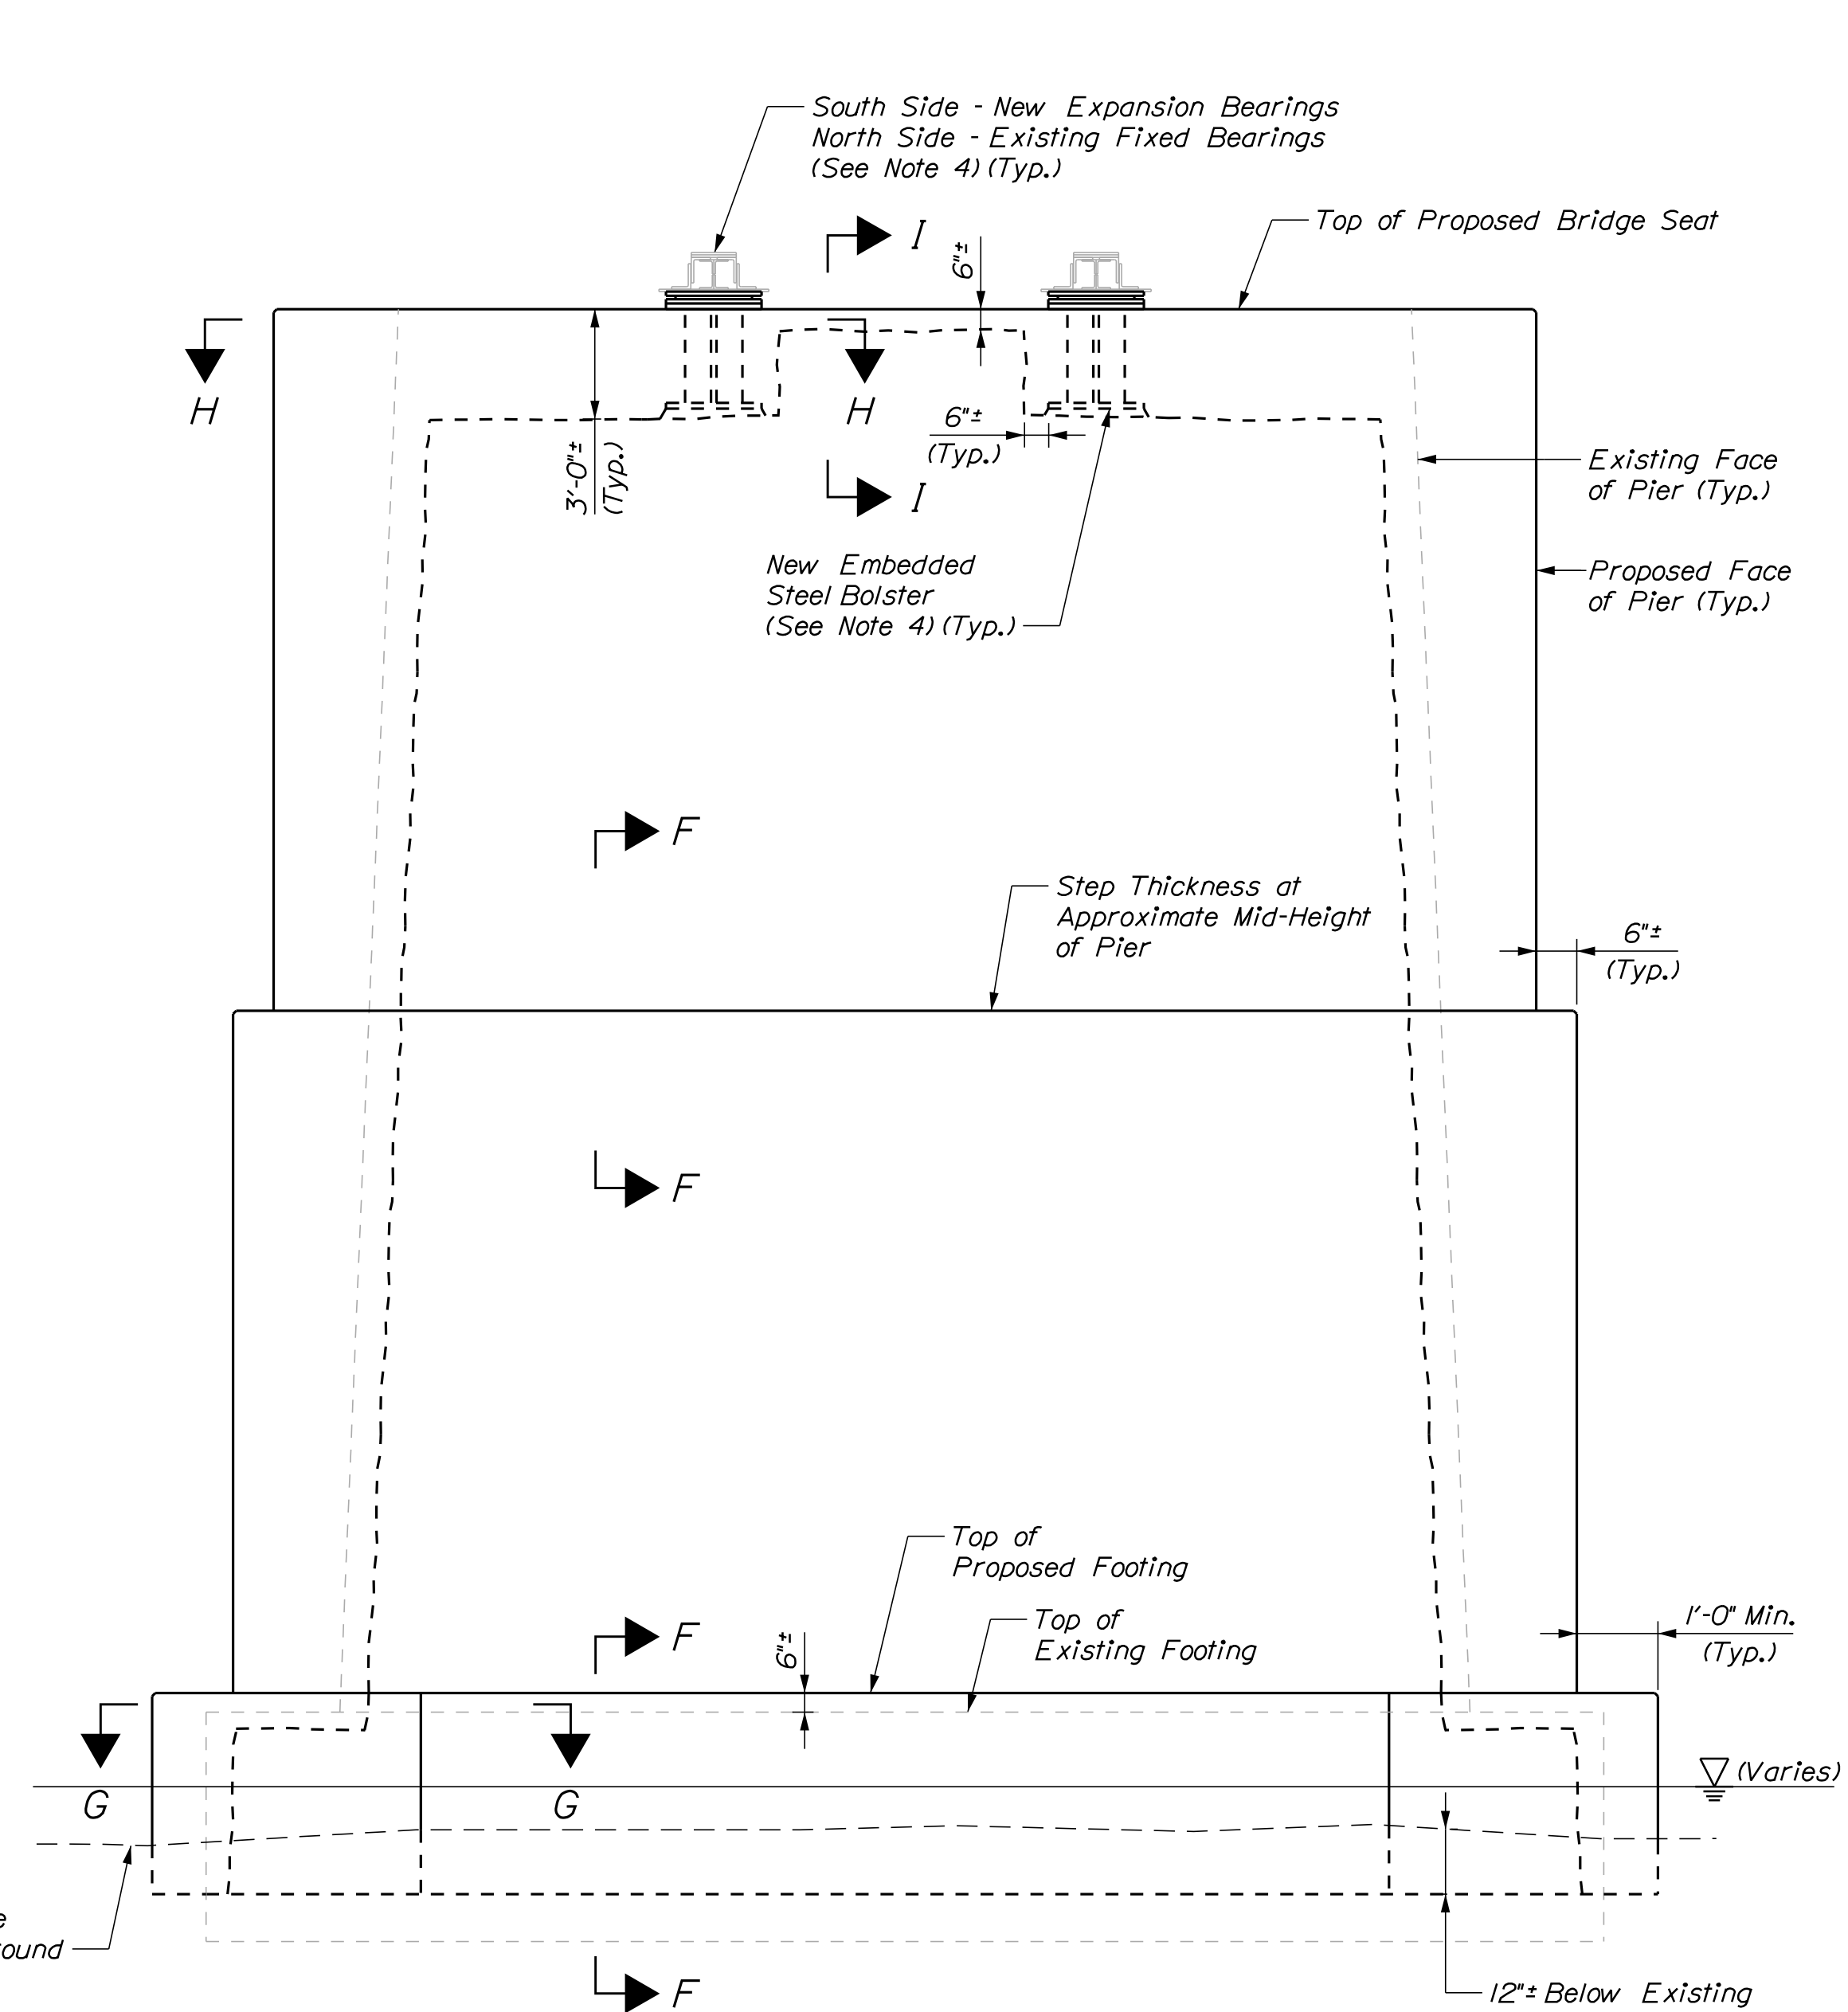 South Side - New Expansion Bearings
North Side - Existing Fixed Bearings
(See Note 4) (Typ.)
Top of Proposed Bridge Seat
I
6"±
H
H
3'-0"±
(Typ.)
6"±
(Typ.)
I
Existing Face
of Pier (Typ.)
New Embedded
Steel Bolster
(See Note 4) (Typ.)
Proposed Face
of Pier (Typ.)
F
Step Thickness at
Approximate Mid-Height
of Pier
6"±
(Typ.)
F
Top of
Proposed Footing
Top of
Existing Footing
F
6"±
1'-0" Min.
(Typ.)
G
G
(Varies)
F
12"± Below Existing